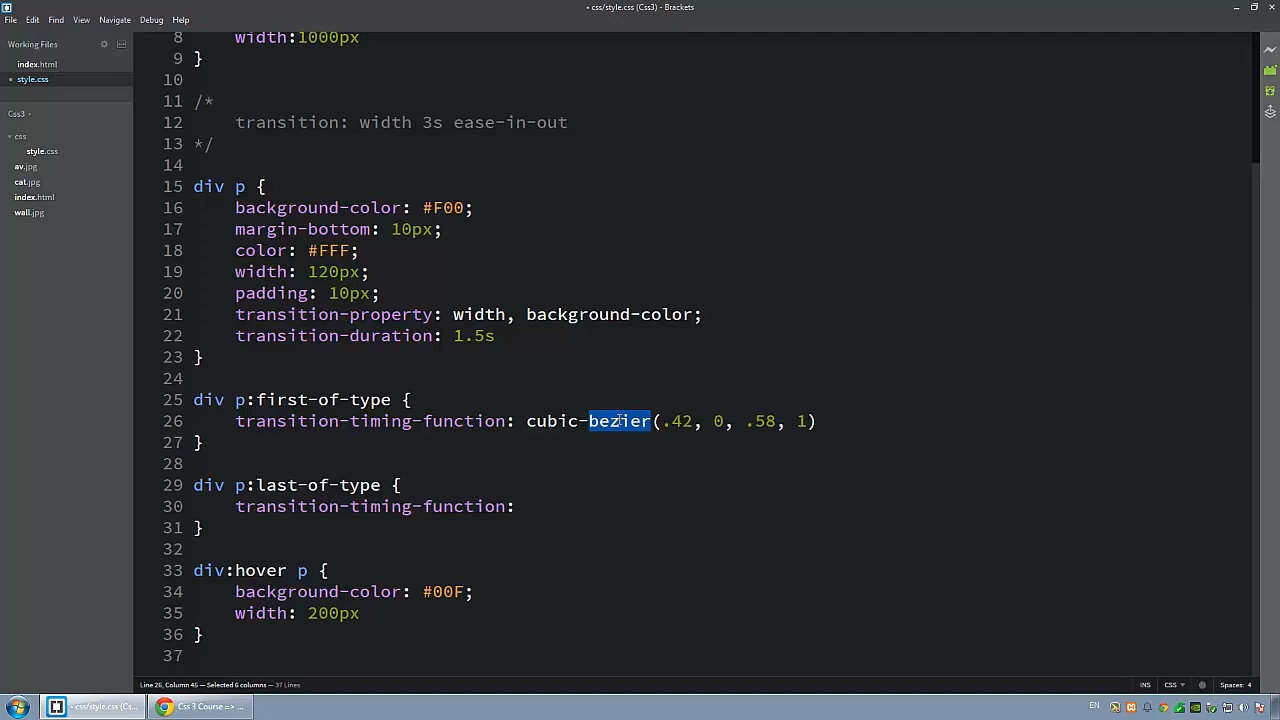 • css/style.css (Css3) - Brackets
File Edit Find View Navigate Debug Help
Working Files
index.html
• style.css
Css3
css
style.css
av.jpg
cat.jpg
index.html
wall.jpg
8 width:1000px
9 }
10
11 /*
12 transition: width 3s ease-in-out
13 */
14
15 div p {
16 background-color: #F00;
17 margin-bottom: 10px;
18 color: #FFF;
19 width: 120px;
20 padding: 10px;
21 transition-property: width, background-color;
22 transition-duration: 1.5s
23 }
24
25 div p:first-of-type {
26 transition-timing-function: cubic-bezier(.42, 0, .58, 1)
27 }
28
29 div p:last-of-type {
30 transition-timing-function:
31 }
32
33 div:hover p {
34 background-color: #00F;
35 width: 200px
36 }
37
Line 26, Column 45 — Selected 6 columns — 37 Lines
INS CSS Spaces: 4
• css/style.css (Cs... Css 3 Course => ... EN